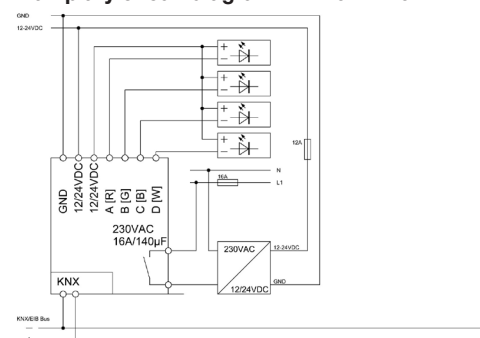 GND
12-24VDC
+
−
+
−
+
−
+
−
12A
N
16A
L1
GND
12/24VDC
12/24VDC
A [R]
B [G]
C [B]
D [W]
230VAC
16A/140µF
KNX
230VAC
12/24VDC
12-24VDC
GND
KNX/EIB Bus